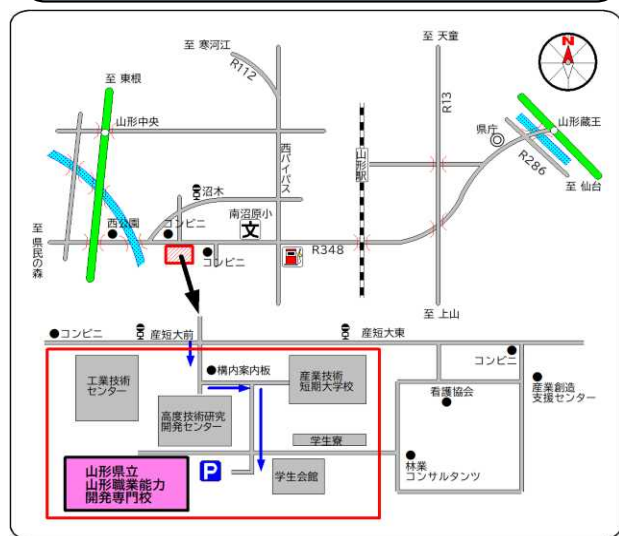 至 天童
至 寒河江
N
R112
至 東根
R13
山形中央
山形蔵王
県庁
西バイパス
山形駅
R286
沼木
至 仙台
至 県民の森
西公園
コンビニ
南沼原小
文
コンビニ
R348
至 上山
コンビニ
産短大前
産短大東
構内案内板
コンビニ
工業技術
センター
産業技術
短期大学校
看護協会
産業創造
支援センター
高度技術研究
開発センター
学生寮
山形県立
山形職業能力
開発専門校
P
学生会館
林業
コンサルタンツ